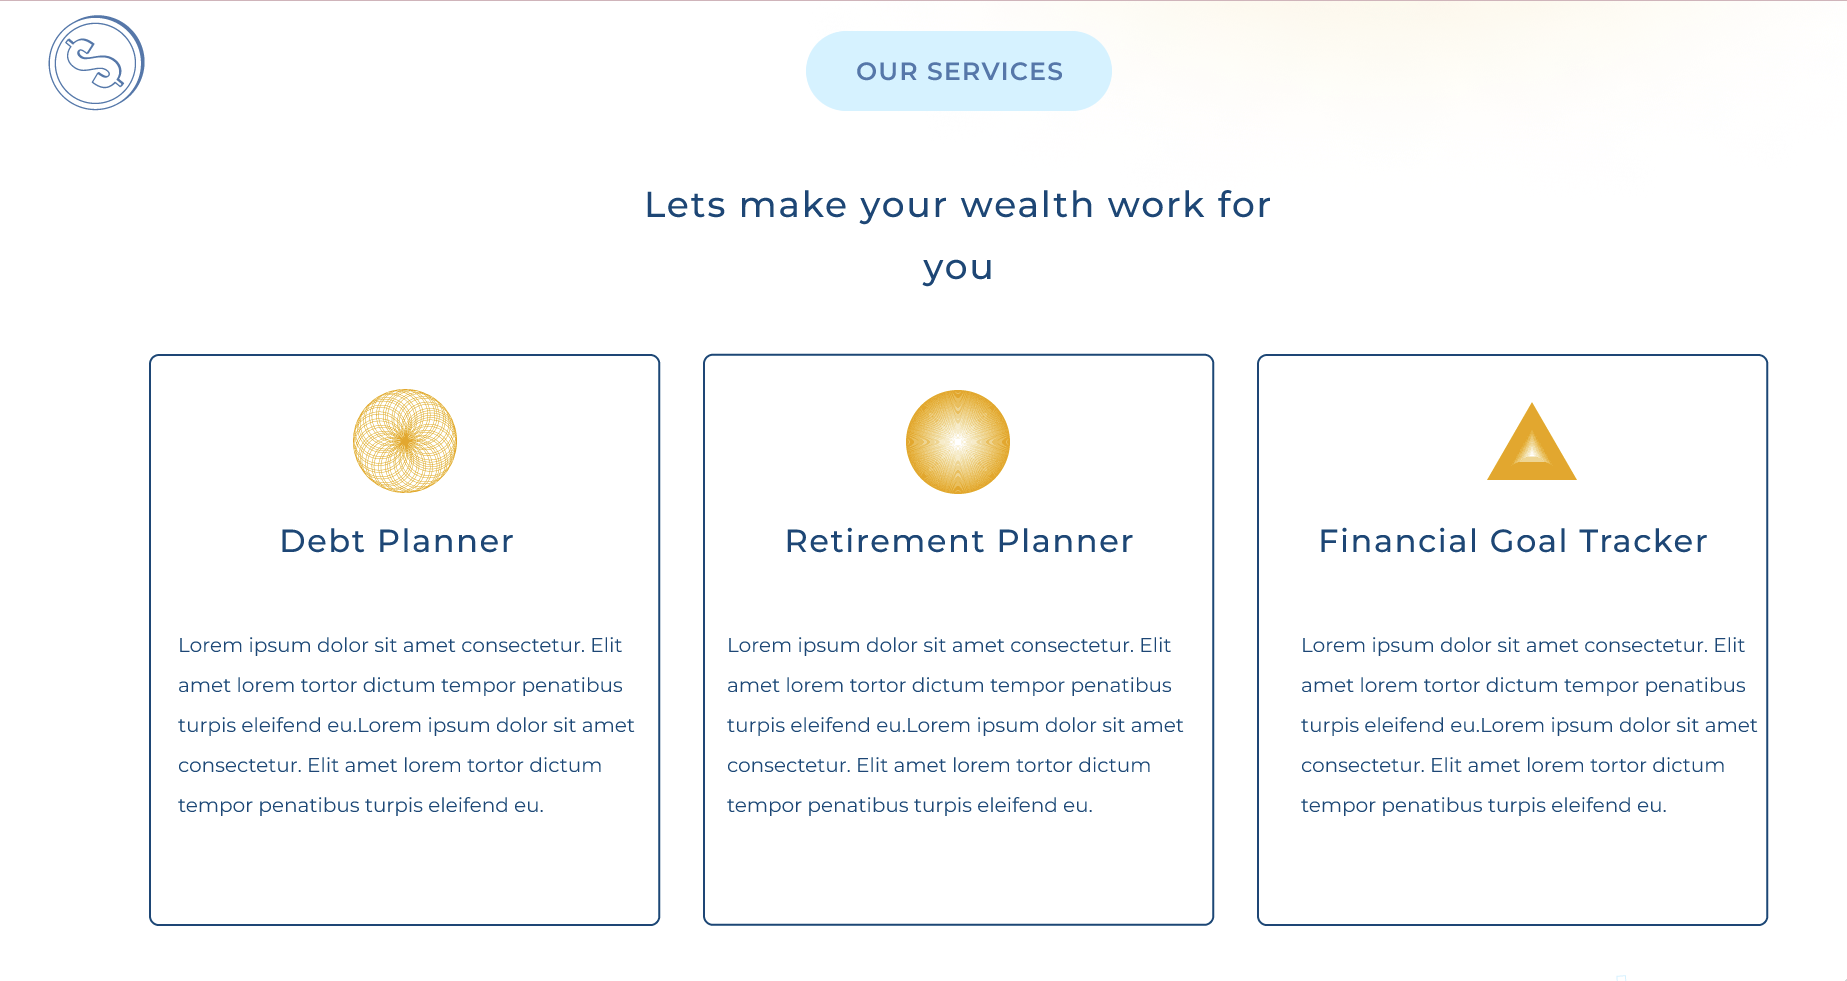 OUR SERVICES
Lets make your wealth work for
you
Debt Planner
Lorem ipsum dolor sit amet consectetur. Elit
amet lorem tortor dictum tempor penatibus
turpis eleifend eu.Lorem ipsum dolor sit amet
consectetur. Elit amet lorem tortor dictum
tempor penatibus turpis eleifend eu.
Retirement Planner
Lorem ipsum dolor sit amet consectetur. Elit
amet lorem tortor dictum tempor penatibus
turpis eleifend eu.Lorem ipsum dolor sit amet
consectetur. Elit amet lorem tortor dictum
tempor penatibus turpis eleifend eu.
Financial Goal Tracker
Lorem ipsum dolor sit amet consectetur. Elit
amet lorem tortor dictum tempor penatibus
turpis eleifend eu.Lorem ipsum dolor sit amet
consectetur. Elit amet lorem tortor dictum
tempor penatibus turpis eleifend eu.